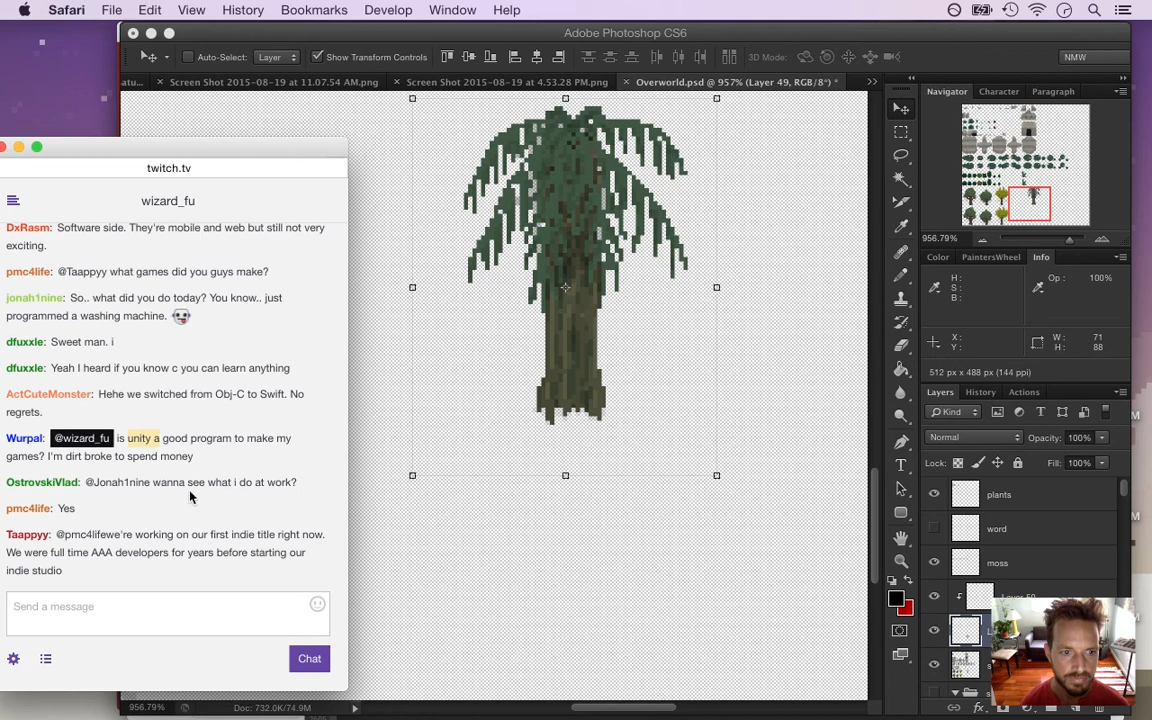 Safari File Edit View History Bookmarks Develop Window Help
Adobe Photoshop CS6
Auto-Select: Layer Show Transform Controls 3D Mode: NMW
atu... × Screen Shot 2015-08-19 at 11.07.54 AM.png × Screen Shot 2015-08-19 at 4.53.28 PM.png × Overworld.psd @ 957% (Layer 49, RGB/8*) *
twitch.tv
wizard_fu
DxRasm: Software side. They're mobile and web but still not very
exciting.
pmc4life: @Taappyy what games did you guys make?
jonah1nine: So.. what did you do today? You know.. just
programmed a washing machine.
dfuxxle: Sweet man. i
dfuxxle: Yeah I heard if you know c you can learn anything
ActCuteMonster: Hehe we switched from Obj-C to Swift. No
regrets.
Wurpal: @wizard_fu is unity a good program to make my
games? I'm dirt broke to spend money
OstrovskiVlad: @Jonah1nine wanna see what i do at work?
pmc4life: Yes
Taappyy: @pmc4lifewe're working on our first indie title right now.
We were full time AAA developers for years before starting our
indie studio
Send a message
Chat
Navigator Character Paragraph
956.79%
Color PaintersWheel Info
H: Op: 100%
S:
B:
X: W: 71
Y: H: 88
512 px x 488 px (144 ppi)
Layers History Actions
Kind
Normal Opacity: 100%
Lock: Fill: 100%
plants
word
moss
956.79% Doc: 732.0K/74.9M